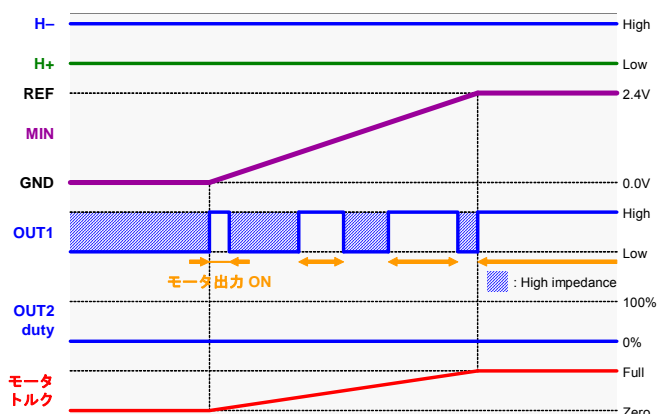 H– High
H+ Low
REF 2.4V
MIN
GND 0.0V
High
OUT1
Low
モータ出力 ON
: High impedance
100%
OUT2
duty
0%
Full
モータ
トルク
Zero